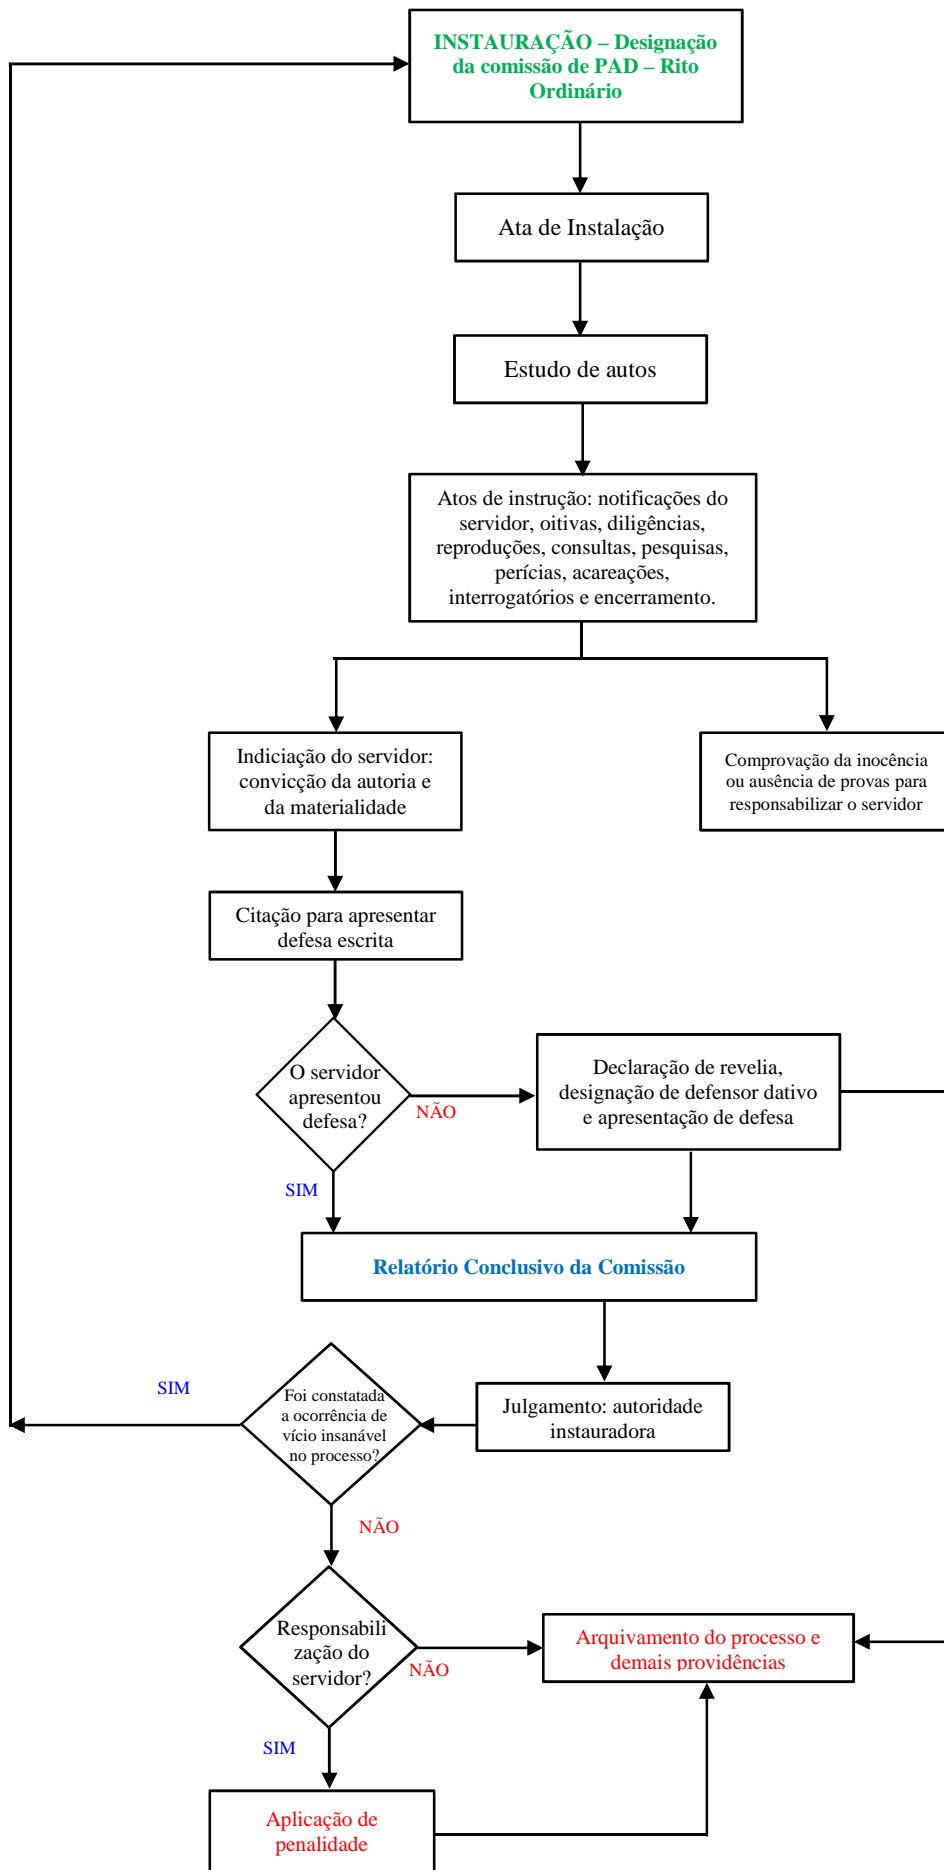 INSTAURAÇÃO – Designação
da comissão de PAD – Rito
Ordinário
Ata de Instalação
Estudo de autos
Atos de instrução: notificações do
servidor, oitivas, diligências,
reproduções, consultas, pesquisas,
perícias, acareações,
interrogatórios e encerramento.
Indiciação do servidor:
convicção da autoria e
da materialidade
Comprovação da inocência
ou ausência de provas para
responsabilizar o servidor
Citação para apresentar
defesa escrita
O servidor
apresentou
defesa?
NÃO
Declaração de revelia,
designação de defensor dativo
e apresentação de defesa
SIM
Relatório Conclusivo da Comissão
Julgamento: autoridade
instauradora
Foi constatada
a ocorrência de
vício insanável
no processo?
SIM
NÃO
Responsabili
zação do
servidor?
NÃO
Arquivamento do processo e
demais providências
SIM
Aplicação de
penalidade